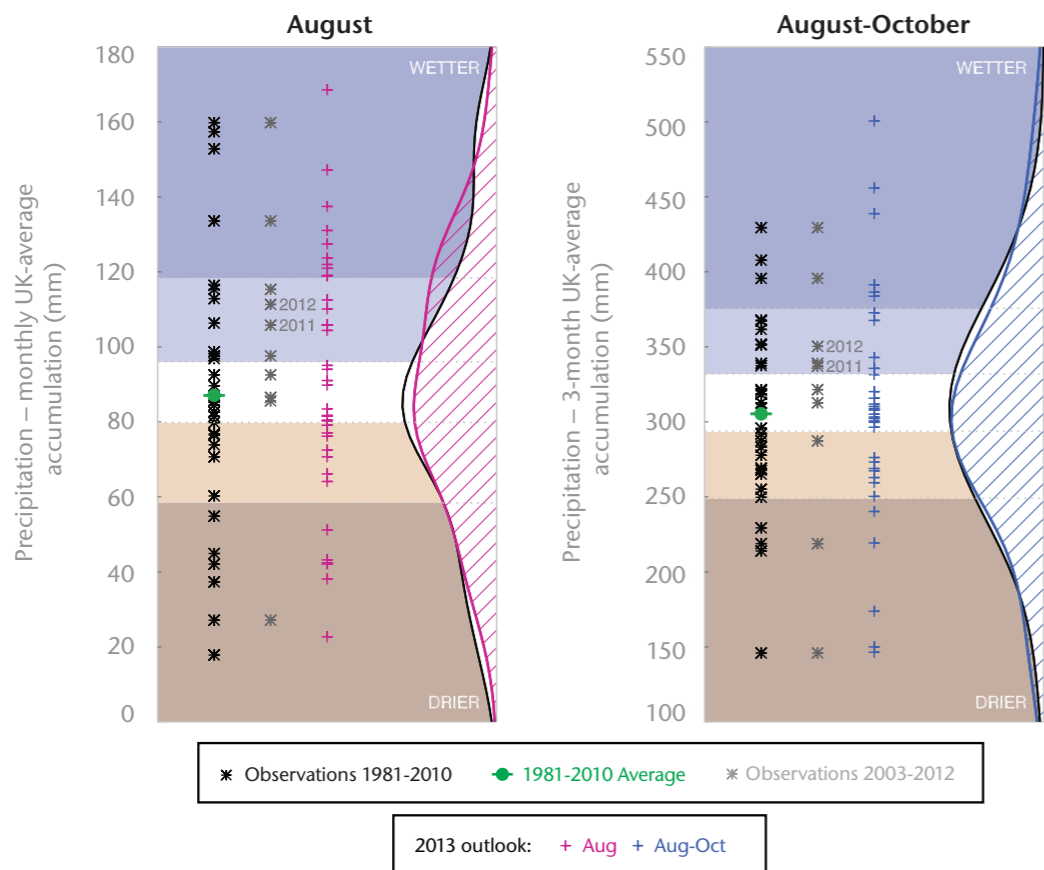 August
August-October
Precipitation – monthly UK-average
accumulation (mm)
180
160
140
120
100
80
60
40
20
0
WETTER
2012
2011
DRIER
Precipitation – 3-month UK-average
accumulation (mm)
550
500
450
400
350
300
250
200
150
100
WETTER
2012
2011
DRIER
Observations 1981-2010 1981-2010 Average Observations 2003-2012
2013 outlook: + Aug + Aug-Oct